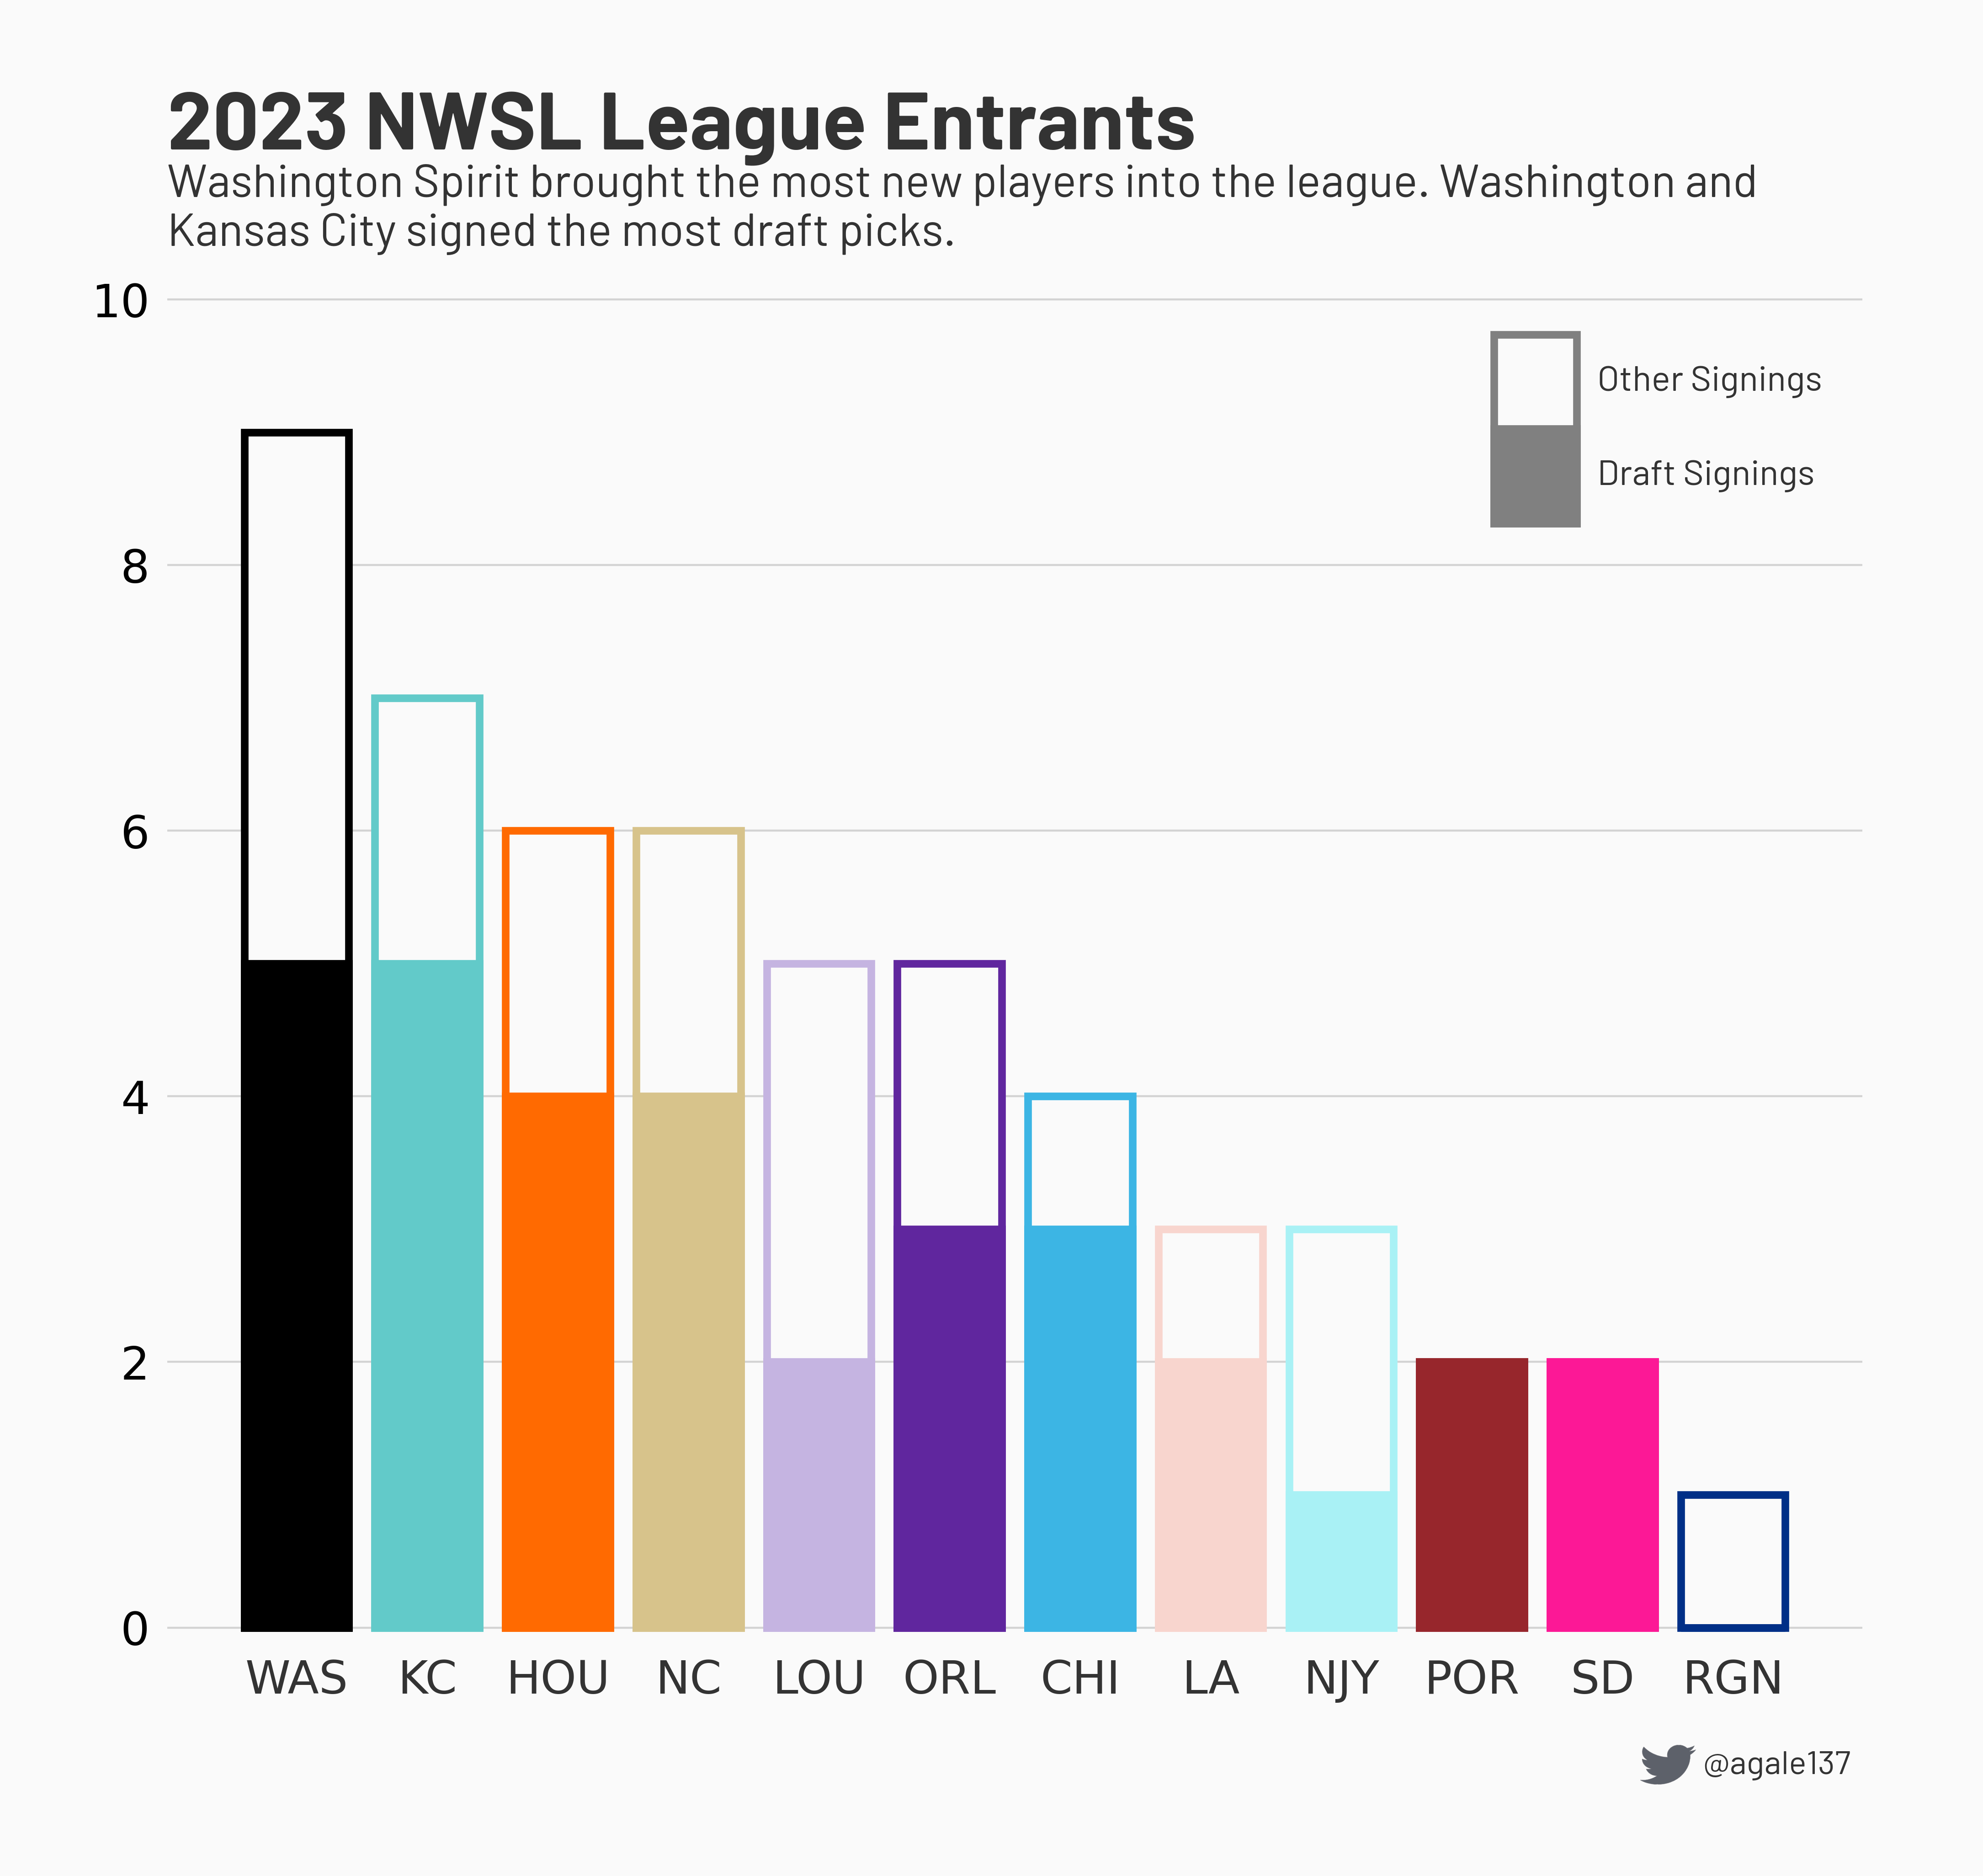 2023 NWSL League Entrants
Washington Spirit brought the most new players into the league. Washington and
Kansas City signed the most draft picks.
10
Other Signings
Draft Signings
8
6
4
2
0
WAS KC HOU NC LOU ORL CHI LA NJY POR SD RGN
@agale137